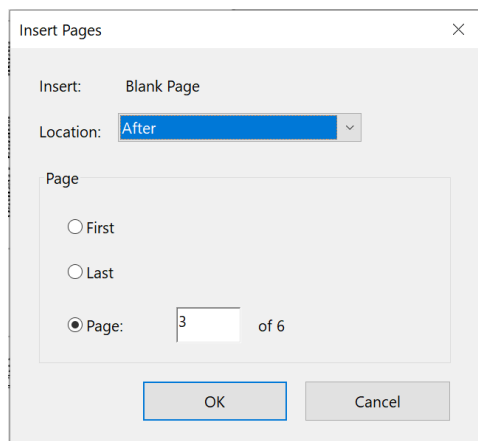 Insert Pages
Insert: Blank Page
Location: After
Page
First
Last
Page: 3 of 6
OK Cancel